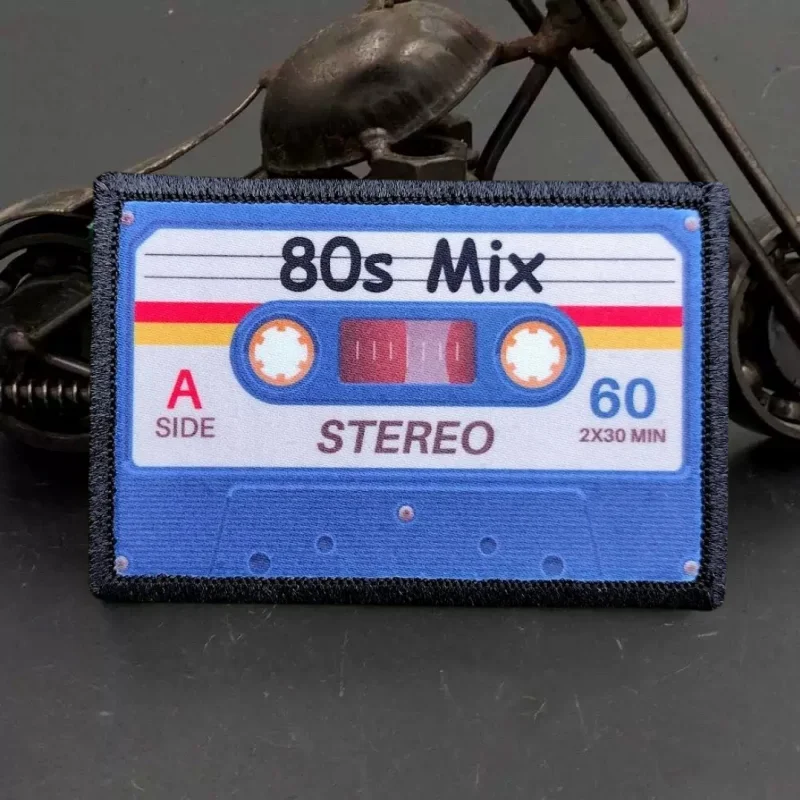 80s Mix
A
SIDE
STEREO
60
2X30 MIN